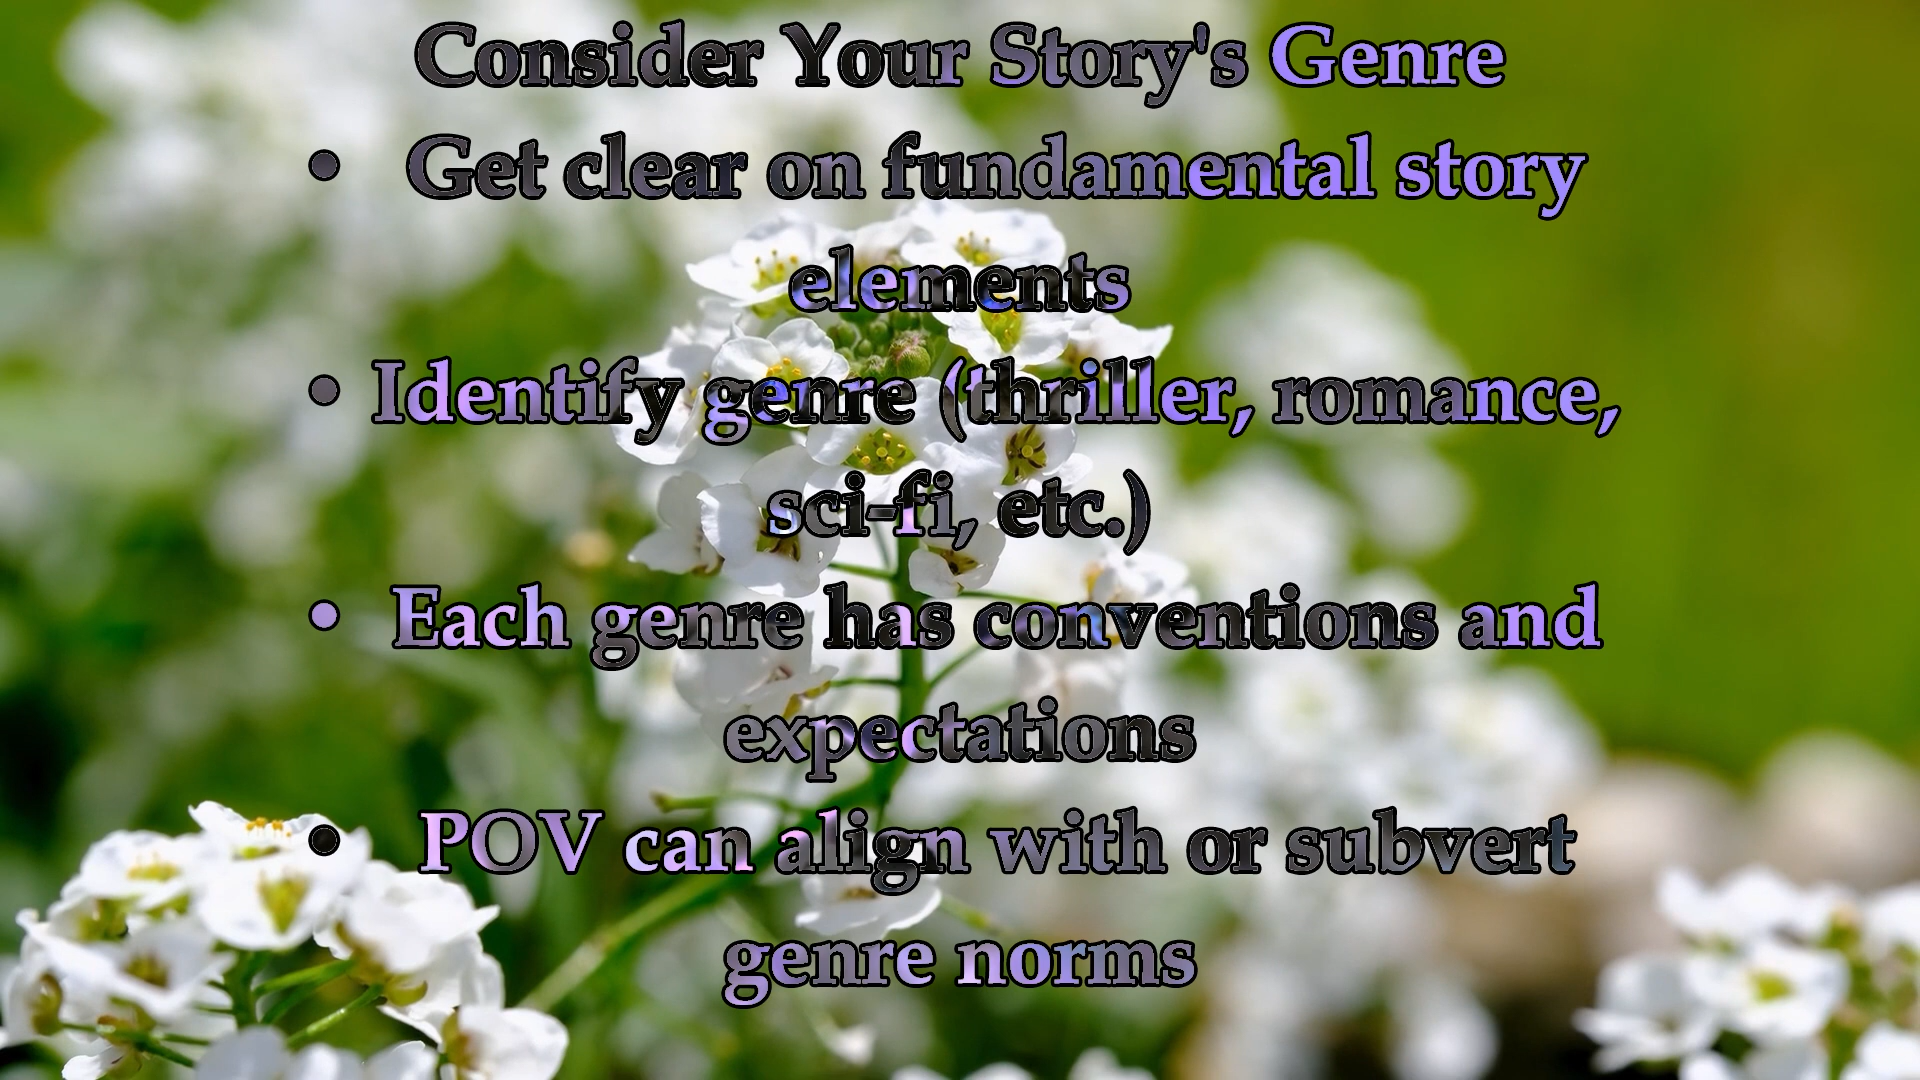 Consider Your Story's Genre
• Get clear on fundamental story
elements
• Identify genre (thriller, romance,
sci-fi, etc.)
• Each genre has conventions and
expectations
• POV can align with or subvert
genre norms